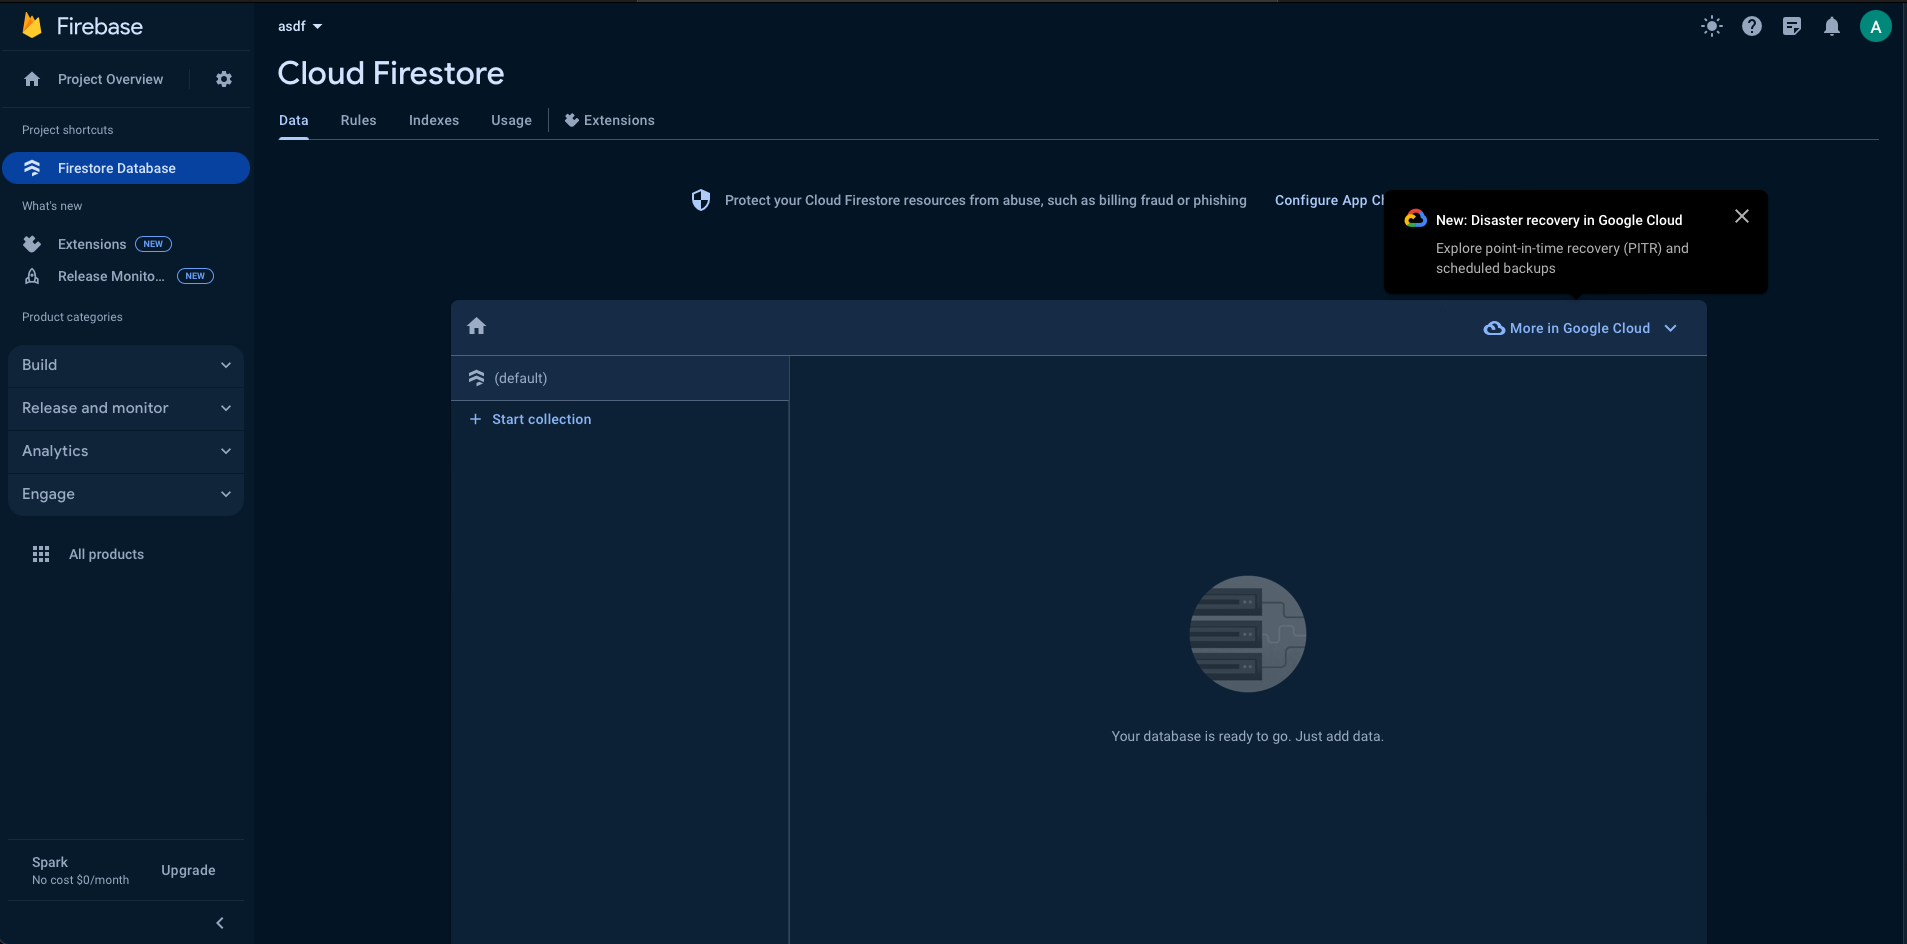 Firebase
Project Overview
Project shortcuts
Firestore Database
What's new
Extensions NEW
Release Monito... NEW
Product categories
Build
Release and monitor
Analytics
Engage
All products
Spark
No cost $0/month
Upgrade
asdf
A
Cloud Firestore
Data Rules Indexes Usage Extensions
Protect your Cloud Firestore resources from abuse, such as billing fraud or phishing Configure App
New: Disaster recovery in Google Cloud
Explore point-in-time recovery (PITR) and
scheduled backups
More in Google Cloud
(default)
+ Start collection
Your database is ready to go. Just add data.